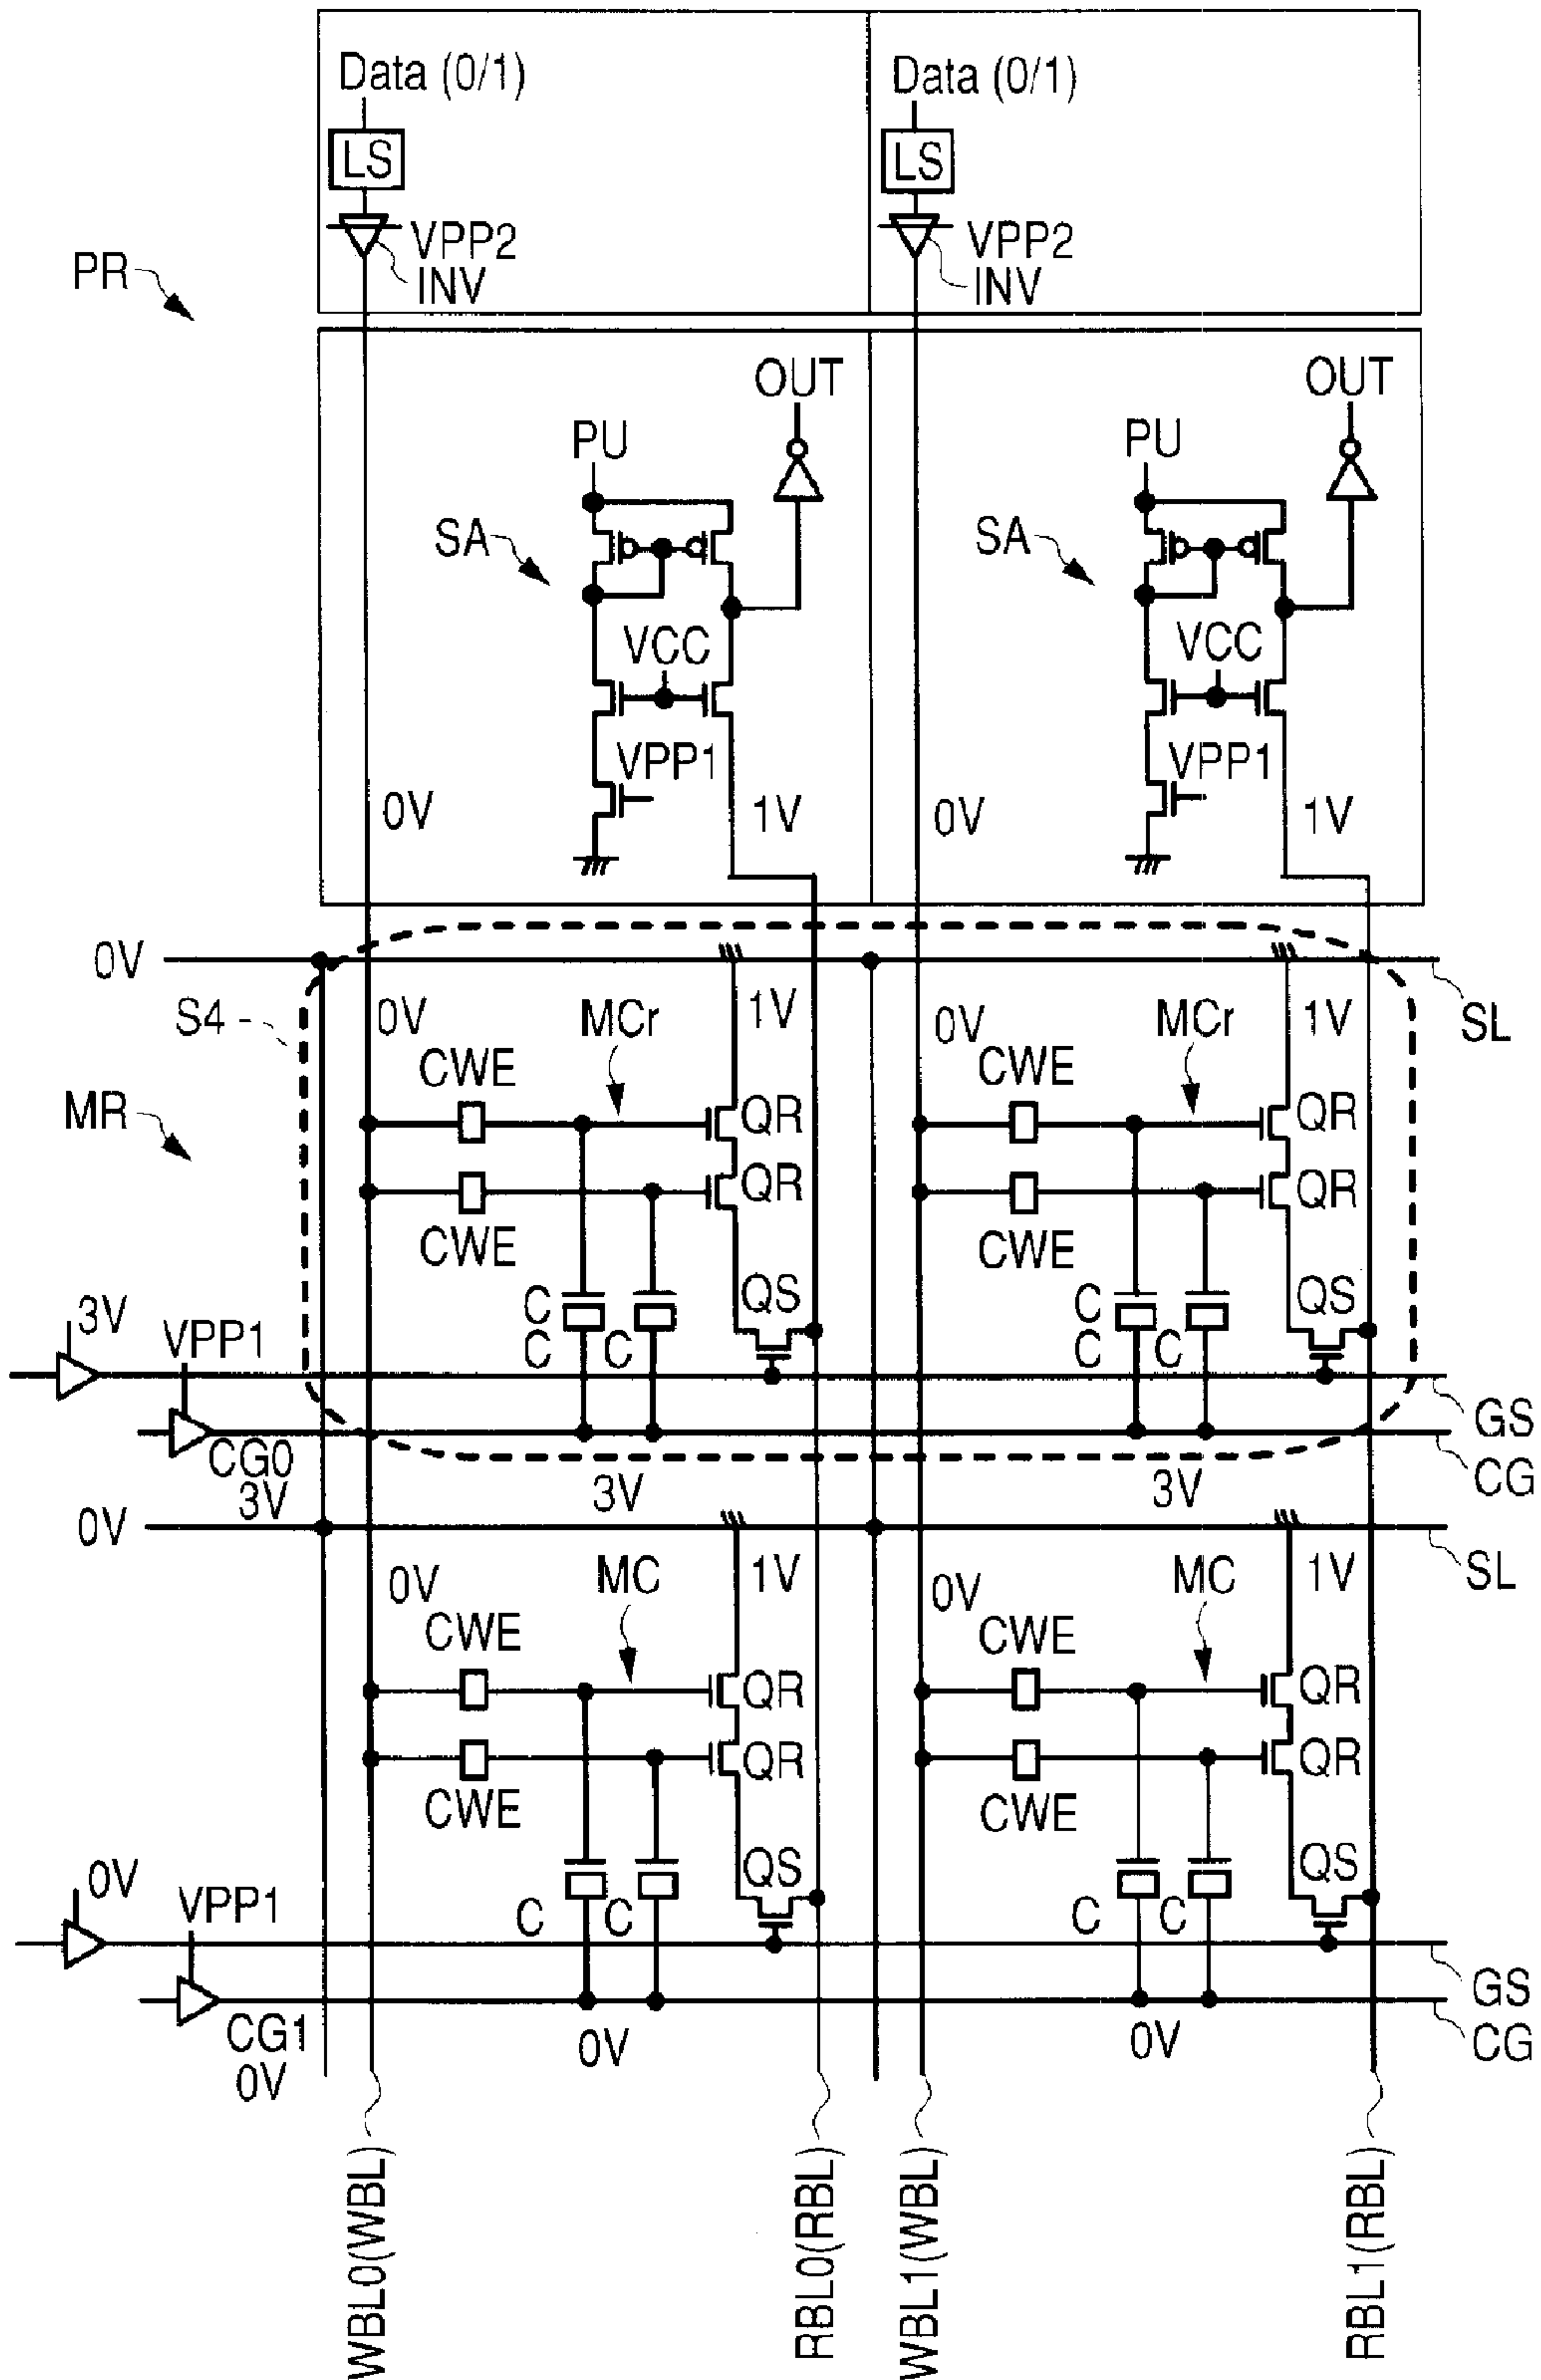 Data (0/1) Data (0/1)
LS LS
VPP2 VPP2
INV INV
PR
OUT OUT
PU PU
SA SA
VCC VCC
VPP1 VPP1
0V 1V 0V 1V
0V
S4 0V MCr 1V 0V MCr 1V SL
CWE CWE
MR QR QR
QR QR
CWE CWE
C QS C QS
3V VPP1 C C C C
GS
CG0 CG
3V 3V 3V
0V
0V MC 1V 0V MC 1V SL
CWE CWE
QR QR
QR QR
CWE CWE
QS QS
0V VPP1 C C C C
GS
CG1 0V 0V CG
0V
WBL0(WBL) RBL0(RBL) WBL1(WBL) RBL1(RBL)